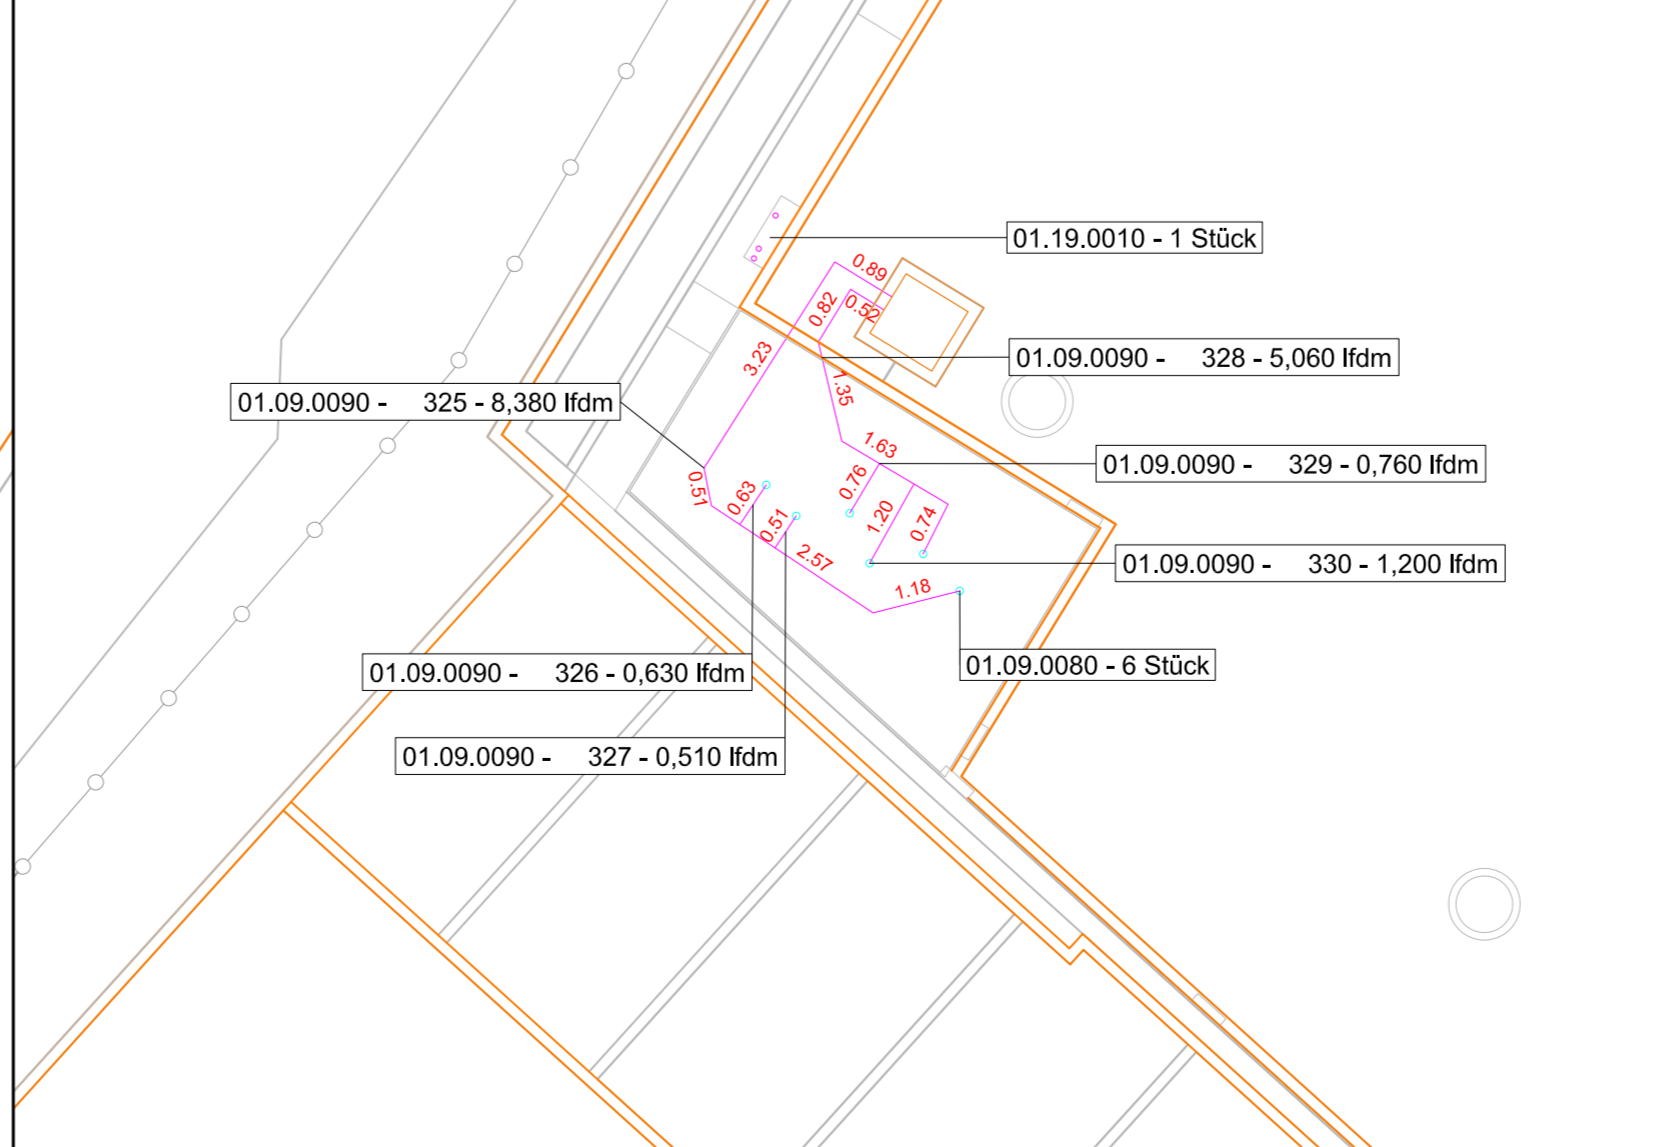 01.19.0010 - 1 Stück
0.89
0.82
0.52
3.23
01.09.0090 - 328 - 5,060 lfdm
1.35
01.09.0090 - 325 - 8,380 lfdm
1.63
01.09.0090 - 329 - 0,760 lfdm
0.51
0.63
0.76
0.51
1.20
0.74
2.57
01.09.0090 - 330 - 1,200 lfdm
1.18
01.09.0080 - 6 Stück
01.09.0090 - 326 - 0,630 lfdm
01.09.0090 - 327 - 0,510 lfdm